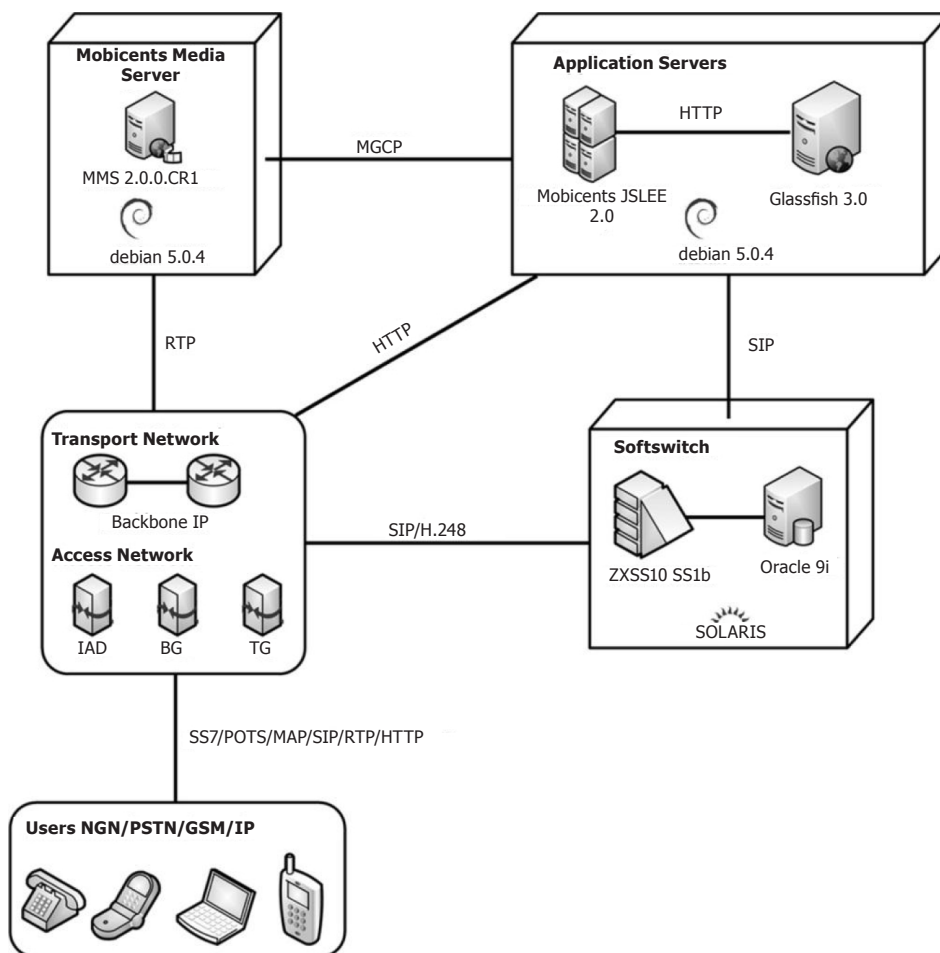 Mobicents Media
Server
MMS 2.0.0.CR1
debian 5.0.4
MGCP
Application Servers
HTTP
Mobicents JSLEE
2.0
Glassfish 3.0
debian 5.0.4
RTP
HTTP
SIP
Transport Network
Backbone IP
Access Network
IAD
BG
TG
SIP/H.248
Softswitch
ZXSS10 SS1b
Oracle 9i
SOLARIS
SS7/POTS/MAP/SIP/RTP/HTTP
Users NGN/PSTN/GSM/IP